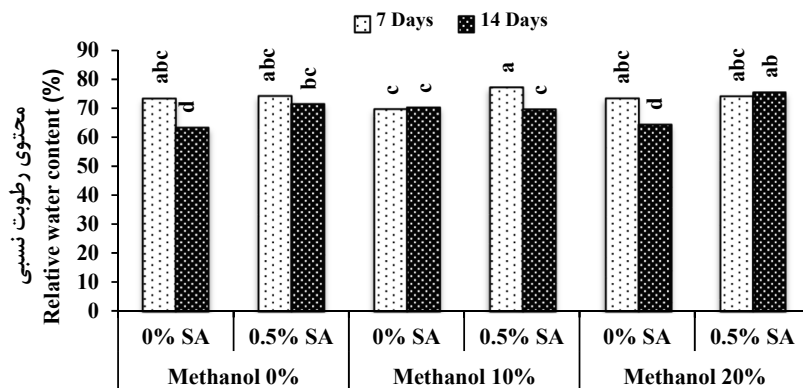 7 Days 14 Days
محتوی رطوبت نسبی
Relative water content (%)
90
80
70
60
50
40
30
20
10
0
abc d abc bc c c a c abc d abc ab
0% SA 0.5% SA 0% SA 0.5% SA 0% SA 0.5% SA
Methanol 0% Methanol 10% Methanol 20%